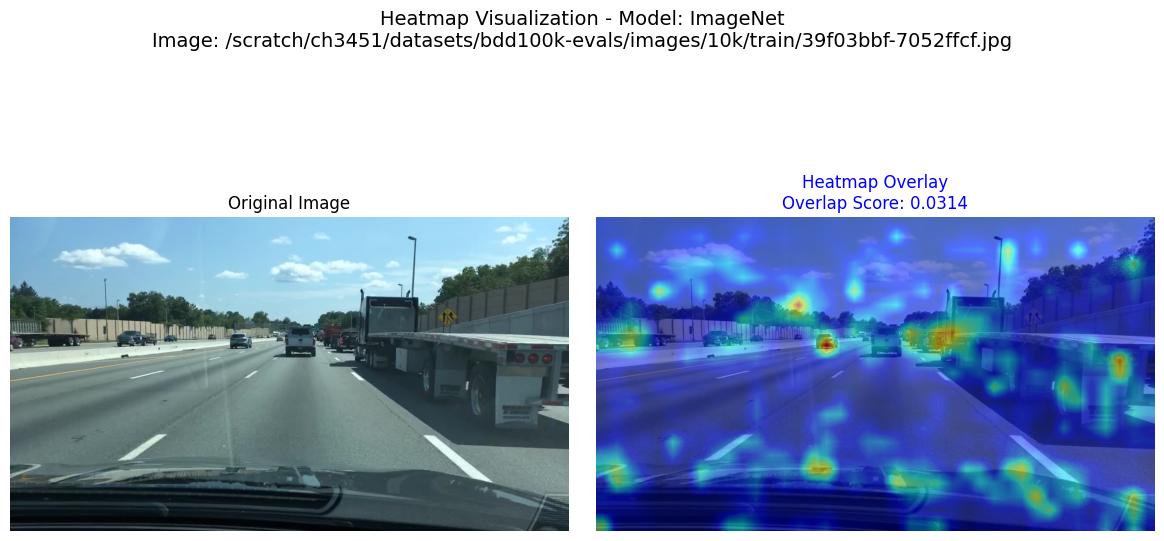 Heatmap Visualization - Model: ImageNet
Image: /scratch/ch3451/datasets/bdd100k-evals/images/10k/train/39f03bbf-7052ffcf.jpg
Original Image
Heatmap Overlay
Overlap Score: 0.0314